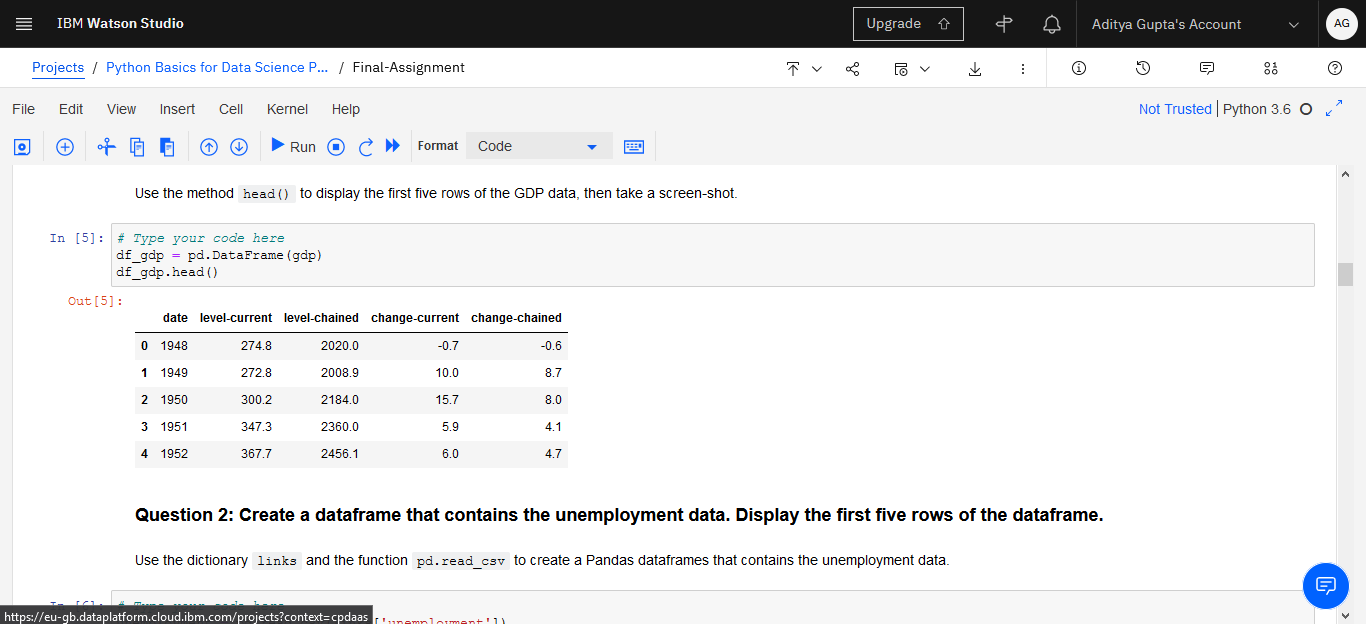 IBM Watson Studio
Upgrade
Aditya Gupta's Account
AG
Projects / Python Basics for Data Science P... / Final-Assignment
File Edit View Insert Cell Kernel Help
Not Trusted Python 3.6
Run
Format
Code
Use the method head() to display the first five rows of the GDP data, then take a screen-shot.
In [5]: # Type your code here
df_gdp = pd.DataFrame(gdp)
df_gdp.head()
Out[5]:
date level-current level-chained change-current change-chained
0 1948 274.8 2020.0 -0.7 -0.6
1 1949 272.8 2008.9 10.0 8.7
2 1950 300.2 2184.0 15.7 8.0
3 1951 347.3 2360.0 5.9 4.1
4 1952 367.7 2456.1 6.0 4.7
Question 2: Create a dataframe that contains the unemployment data. Display the first five rows of the dataframe.
Use the dictionary links and the function pd.read_csv to create a Pandas dataframes that contains the unemployment data.
In [6]: # Type your code here
https://eu-gb.dataplatform.cloud.ibm.com/projects?context=cpdaas
['unemployment'])